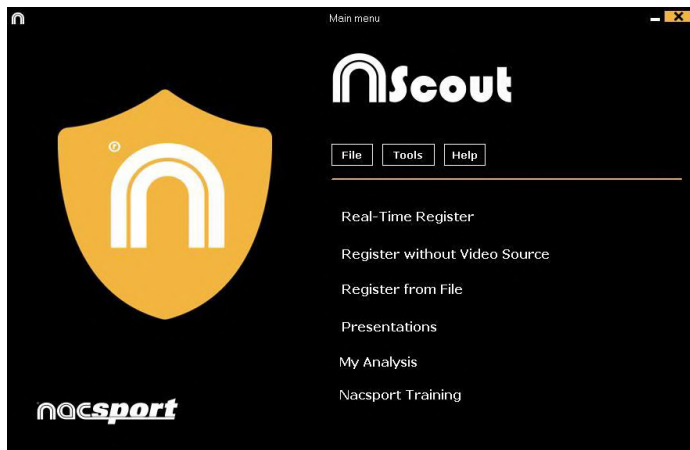 Main menu
nScout
File Tools Help
Real-Time Register
Register without Video Source
Register from File
Presentations
My Analysis
Nacsport Training
nacsport